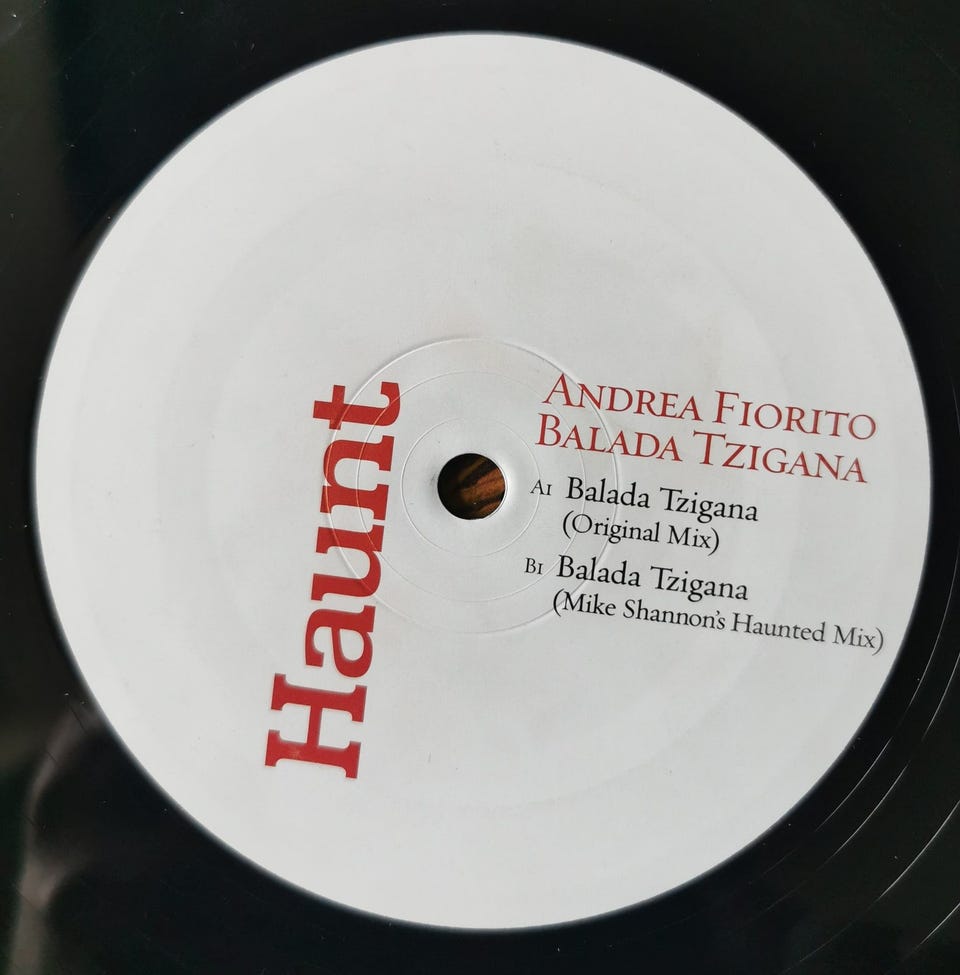 Haunt
ANDREA FIORITO
BALADA TZIGANA
A1 Balada Tzigana
(Original Mix)
B1 Balada Tzigana
(Mike Shannon's Haunted Mix)